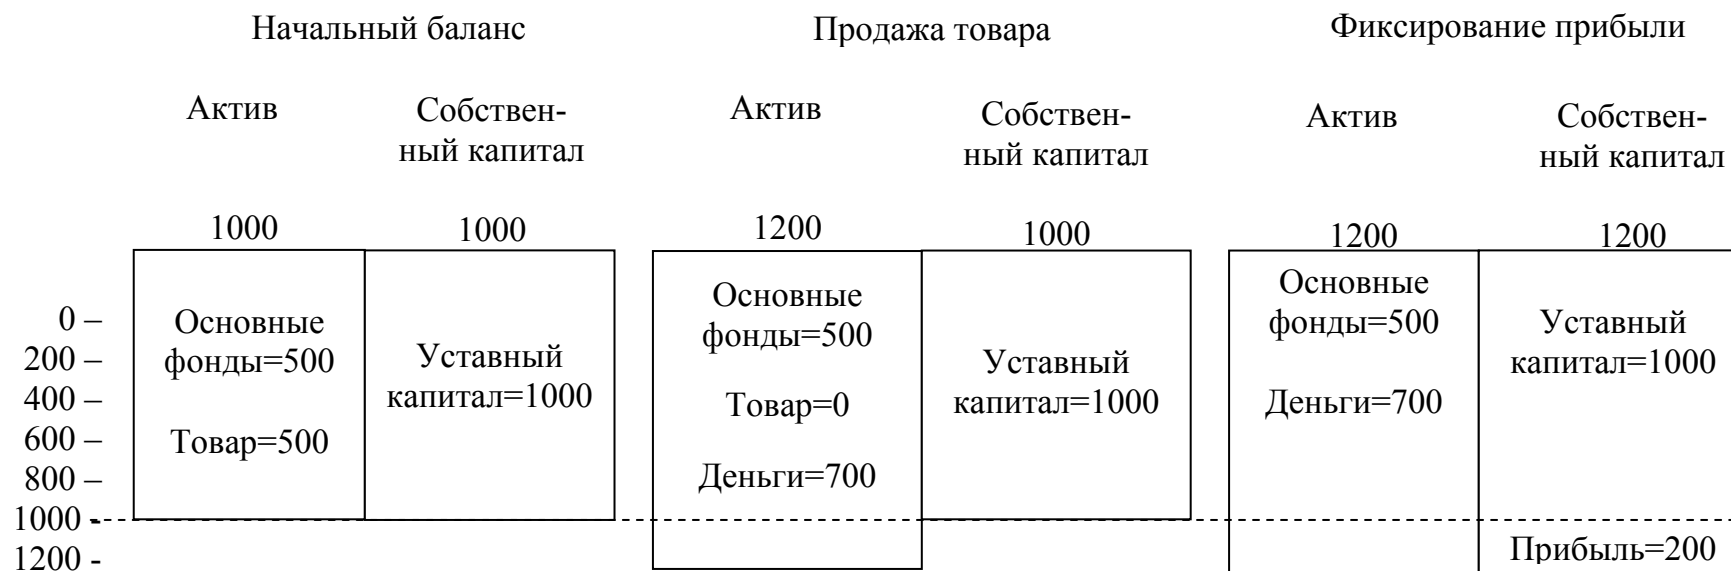 Начальный баланс
Продажа товара
Фиксирование прибыли
Актив
Собствен-
ный капитал
Актив
Собствен-
ный капитал
Актив
Собствен-
ный капитал
1000
1000
1200
1000
1200
1200
0 –
200 –
400 –
600 –
800 –
1000 -
1200 -
Основные
фонды=500
Товар=500
Уставный
капитал=1000
Основные
фонды=500
Товар=0
Деньги=700
Уставный
капитал=1000
Основные
фонды=500
Деньги=700
Уставный
капитал=1000
Прибыль=200